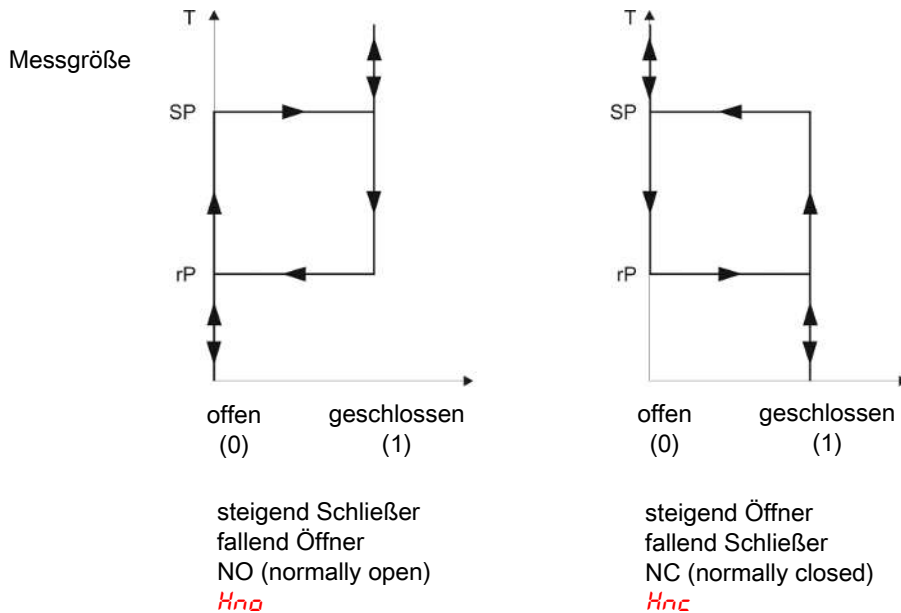 T
Messgröße
SP
rP
offen
(0)
geschlossen
(1)
steigend Schließer
fallend Öffner
NO (normally open)
Hno
T
SP
rP
offen
(0)
geschlossen
(1)
steigend Öffner
fallend Schließer
NC (normally closed)
Hnc